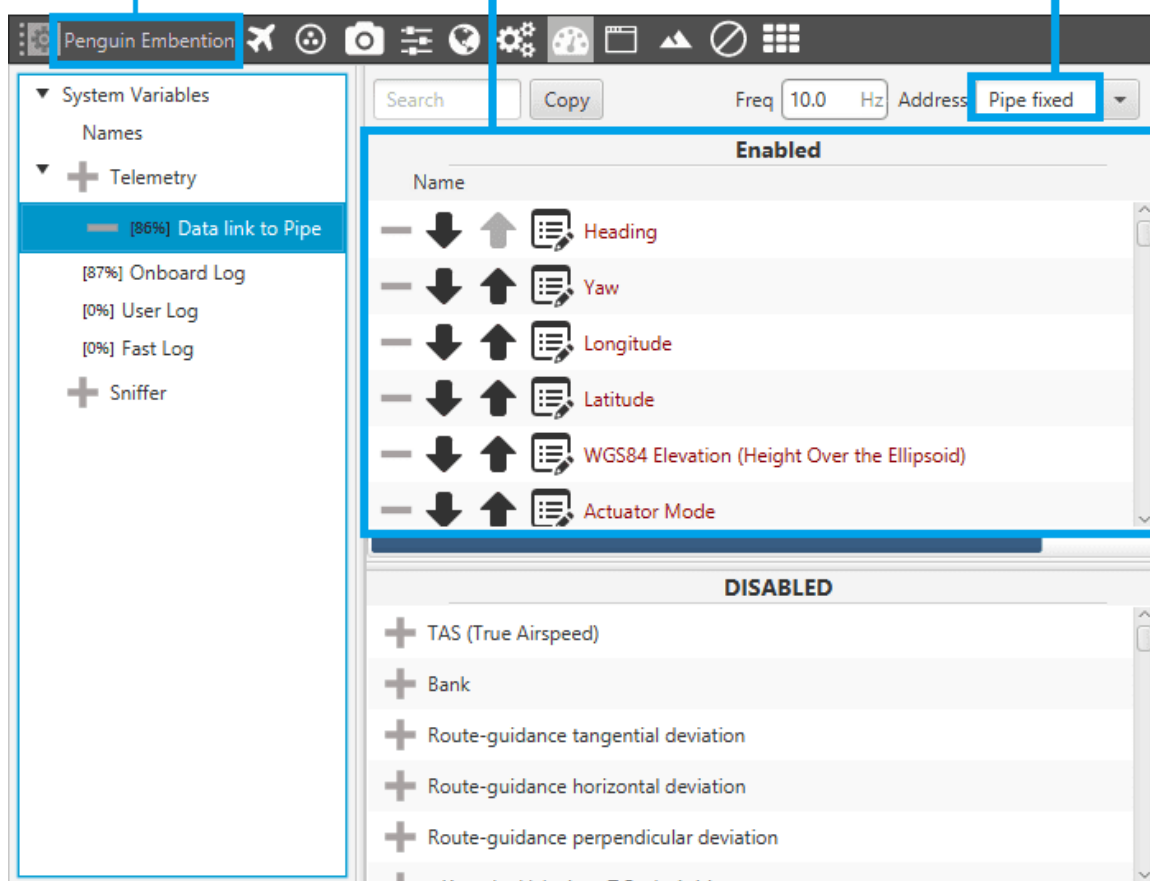 Penguin Embention
System Variables
Names
Telemetry
[86%] Data link to Pipe
[87%] Onboard Log
[0%] User Log
[0%] Fast Log
Sniffer
Search Copy Freq 10.0 Hz Address Pipe fixed
Enabled
Name
Heading
Yaw
Longitude
Latitude
WGS84 Elevation (Height Over the Ellipsoid)
Actuator Mode
DISABLED
TAS (True Airspeed)
Bank
Route-guidance tangential deviation
Route-guidance horizontal deviation
Route-guidance perpendicular deviation